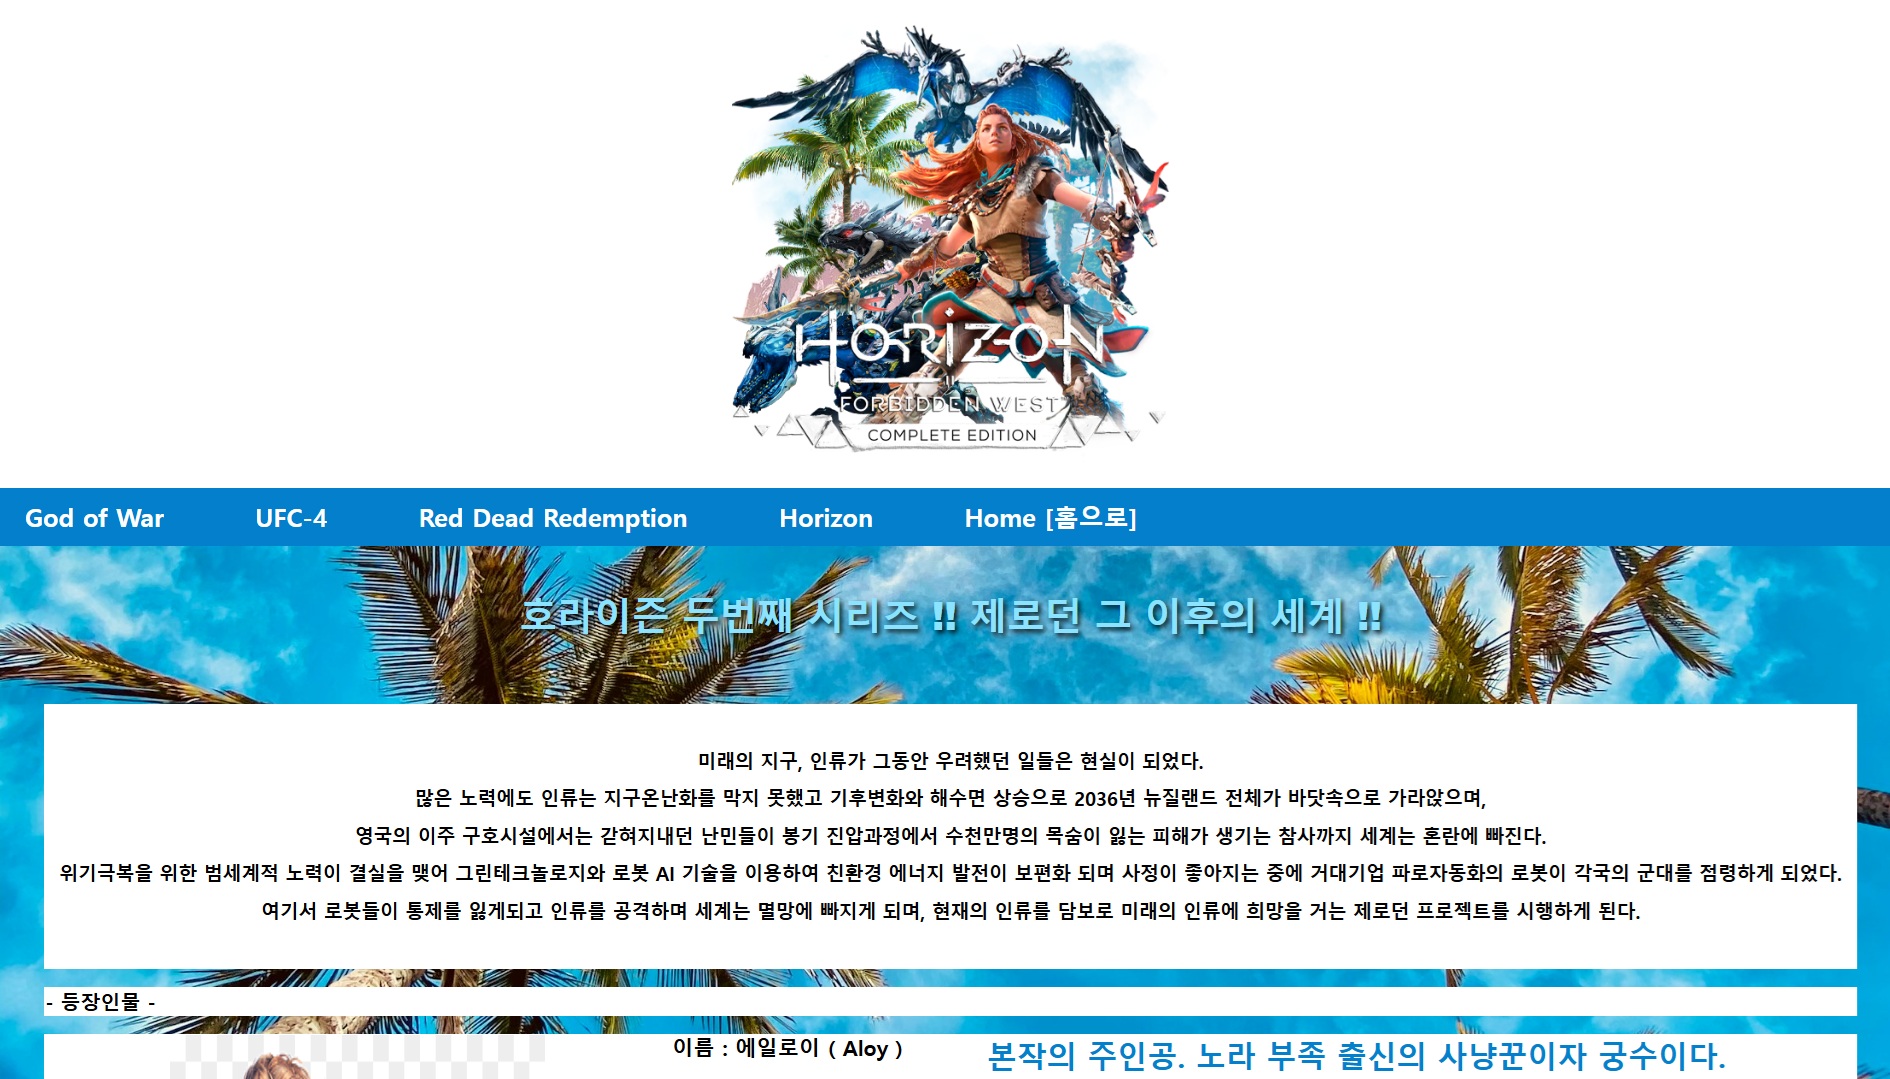 HORIZON
FORBIDDEN WEST
COMPLETE EDITION
God of War UFC-4 Red Dead Redemption Horizon Home [홈으로]
호라이즌 두번째 시리즈 !! 제로던 그 이후의 세계 !!
미래의 지구, 인류가 그동안 우려했던 일들은 현실이 되었다.
많은 노력에도 인류는 지구온난화를 막지 못했고 기후변화와 해수면 상승으로 2036년 뉴질랜드 전체가 바닷속으로 가라앉으며,
영국의 이주 구호시설에서는 갇혀지내던 난민들이 봉기 진압과정에서 수천만명의 목숨이 잃는 피해가 생기는 참사까지 세계는 혼란에 빠진다.
위기극복을 위한 범세계적 노력이 결실을 맺어 그린테크놀로지와 로봇 AI 기술을 이용하여 친환경 에너지 발전이 보편화 되며 사정이 좋아지는 중에 거대기업 파로자동화의 로봇이 각국의 군대를 점령하게 되었다.
여기서 로봇들이 통제를 잃게되고 인류를 공격하며 세계는 멸망에 빠지게 되며, 현재의 인류를 담보로 미래의 인류에 희망을 거는 제로던 프로젝트를 시행하게 된다.
- 등장인물 -
이름 : 에일로이 ( Aloy )
본작의 주인공. 노라 부족 출신의 사냥꾼이자 궁수이다.